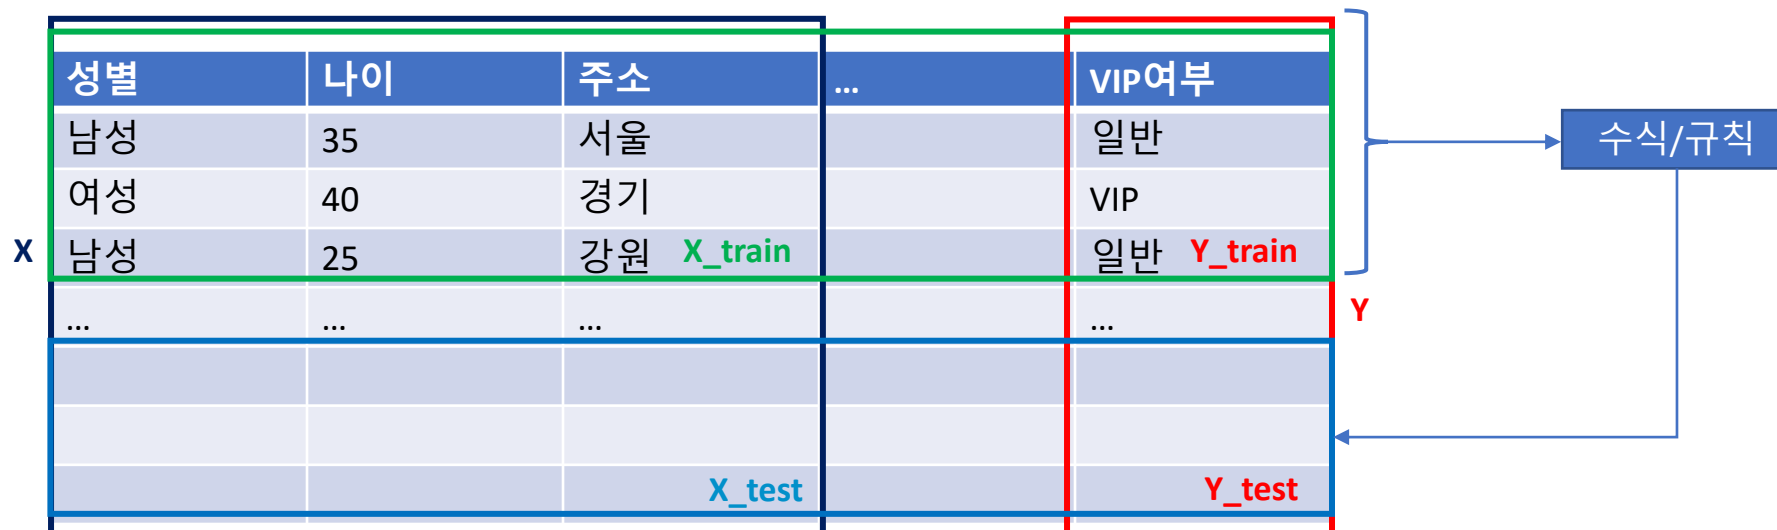 성별 나이 주소 ... VIP여부
남성 35 서울 일반
수식/규칙
여성 40 경기 VIP
X 남성 25 강원 X_train 일반 Y_train
... ... ... ... Y
X_test Y_test